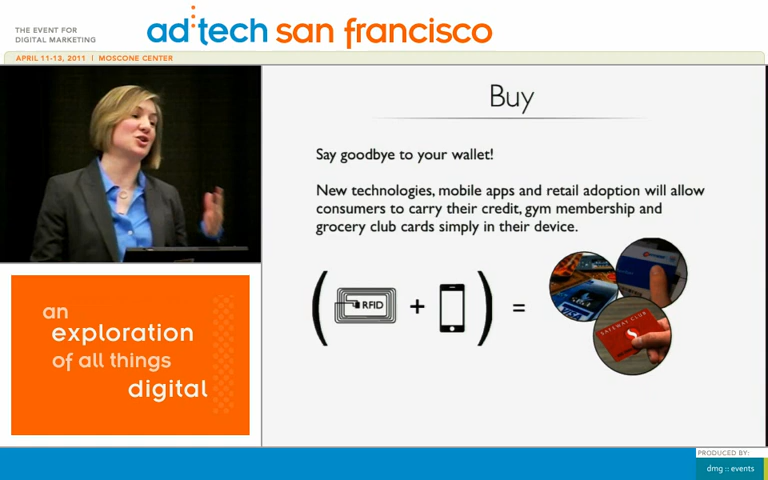 THE EVENT FOR
DIGITAL MARKETING
ad:tech san francisco
APRIL 11-13, 2011 | MOSCONE CENTER
Buy
Say goodbye to your wallet!
New technologies, mobile apps and retail adoption will allow
consumers to carry their credit, gym membership and
grocery club cards simply in their device.
( RFID + ) =
SAFEWAY CLUB
an
exploration
of all things
digital
PRODUCED BY:
dmg :: events